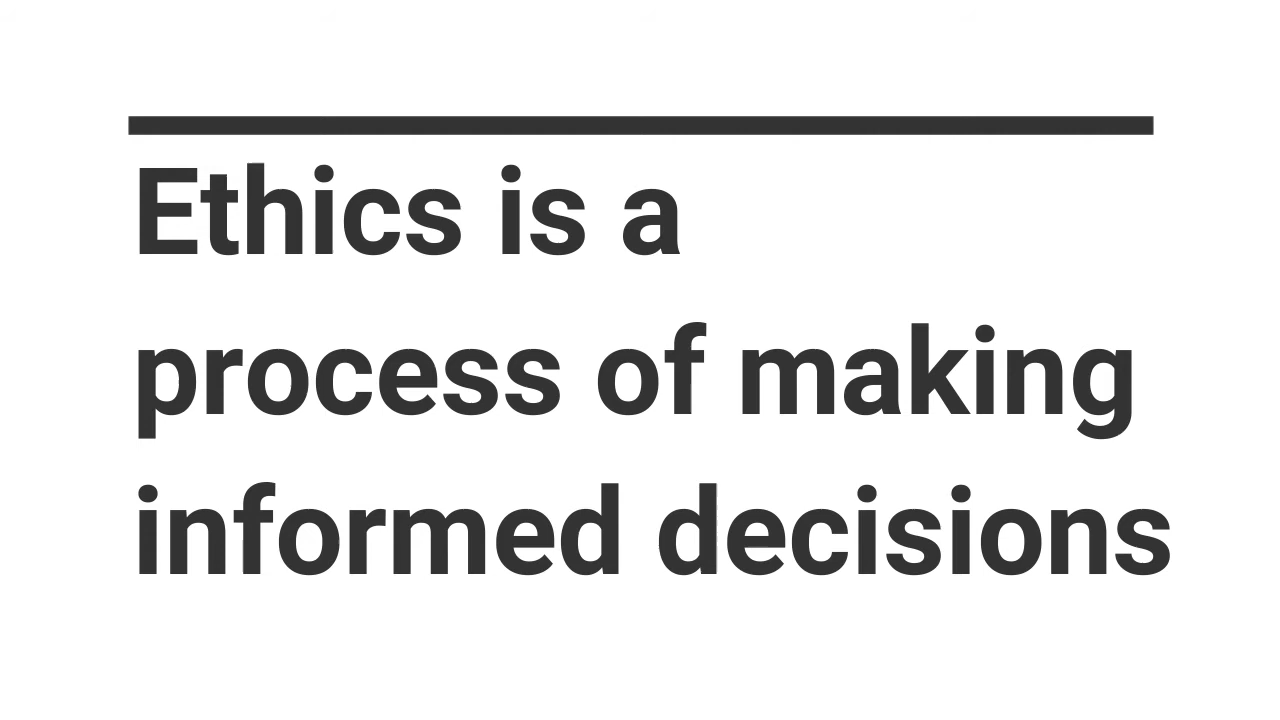 Ethics is a
process of making
informed decisions